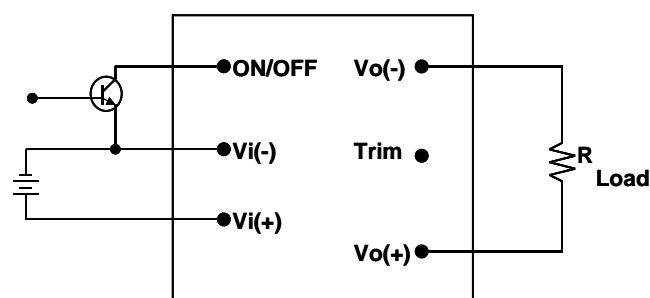 ON/OFF
Vo(-)
Vi(-)
Trim
R
Load
Vi(+)
Vo(+)